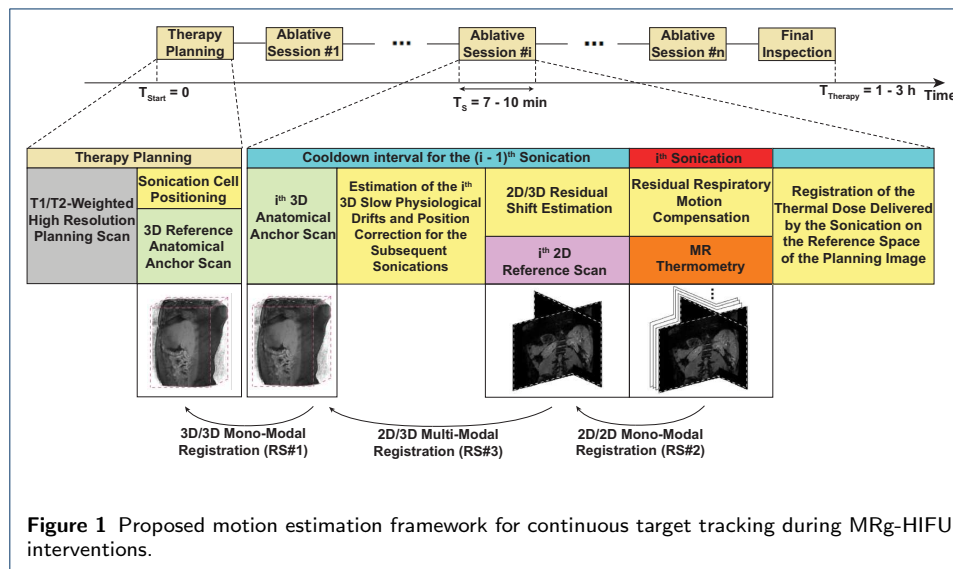 Therapy
Planning
Ablative
Session #1
...
Ablative
Session #i
...
Ablative
Session #n
Final
Inspection
T_Start = 0
T_S = 7 - 10 min
T_Therapy = 1 - 3 h
Time
Therapy Planning
Cooldown interval for the (i - 1)th Sonication
ith Sonication
T1/T2-Weighted
High Resolution
Planning Scan
Sonication Cell
Positioning
3D Reference
Anatomical
Anchor Scan
ith 3D
Anatomical
Anchor Scan
Estimation of the ith
3D Slow Physiological
Drifts and Position
Correction for the
Subsequent
Sonications
2D/3D Residual
Shift Estimation
ith 2D
Reference Scan
Residual Respiratory
Motion
Compensation
MR
Thermometry
Registration of the
Thermal Dose Delivered
by the Sonication on
the Reference Space
of the Planning Image
3D/3D Mono-Modal
Registration (RS#1)
2D/3D Multi-Modal
Registration (RS#3)
2D/2D Mono-Modal
Registration (RS#2)
Figure 1 Proposed motion estimation framework for continuous target tracking during MRg-HIFU
interventions.